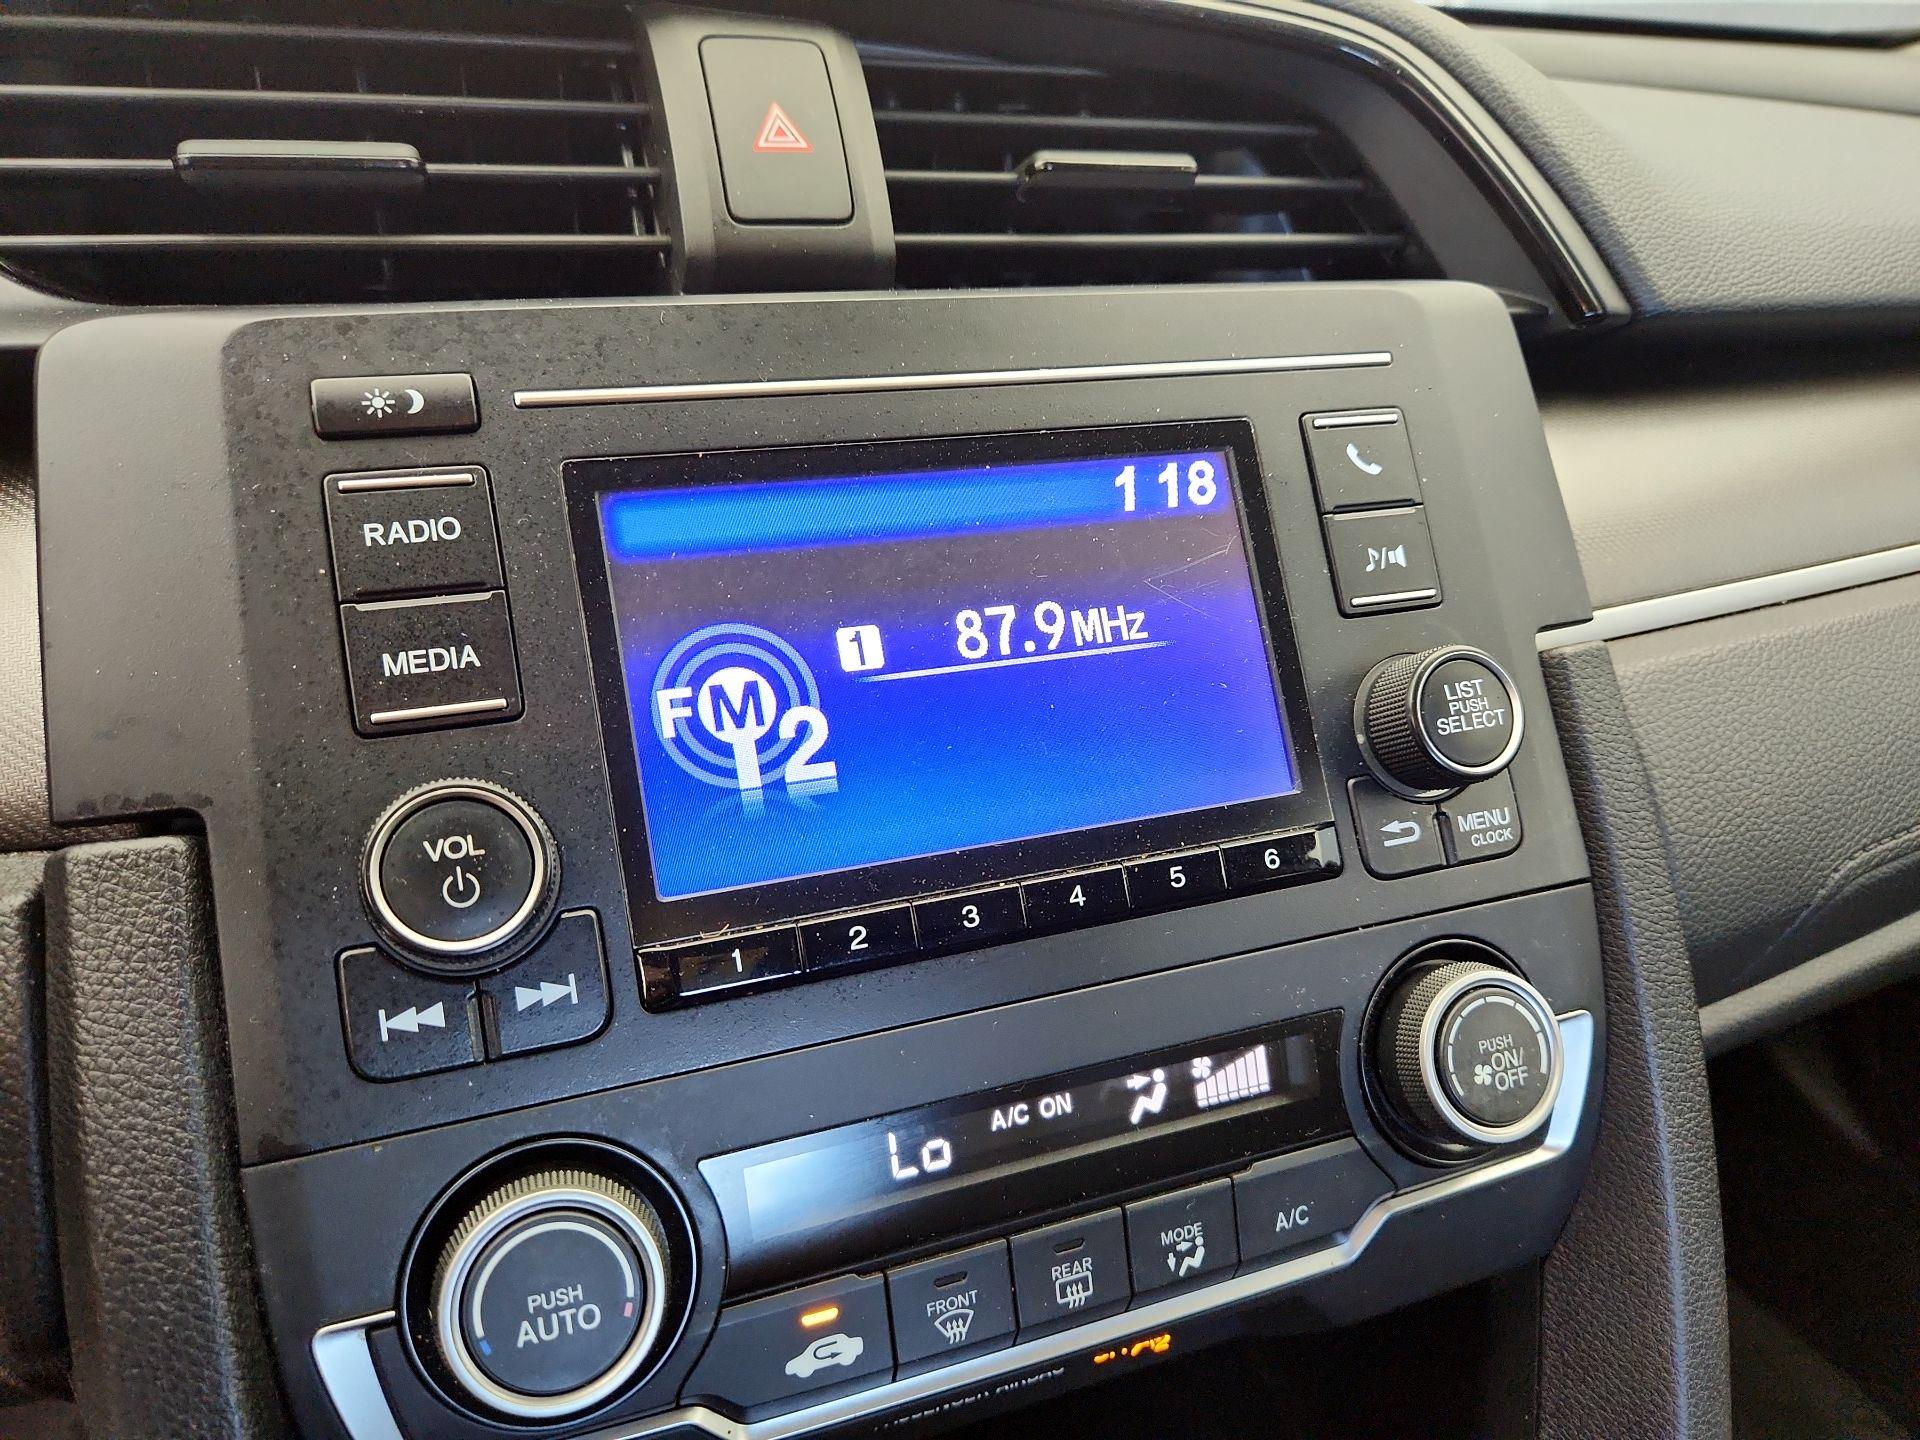 RADIO
MEDIA
VOL
1 18
1 87.9MHz
FM 2
LIST
PUSH
SELECT
MENU
CLOCK
1 2 3 4 5 6
Lo A/C ON
PUSH
ON/
OFF
PUSH
AUTO
FRONT
REAR
MODE
A/C